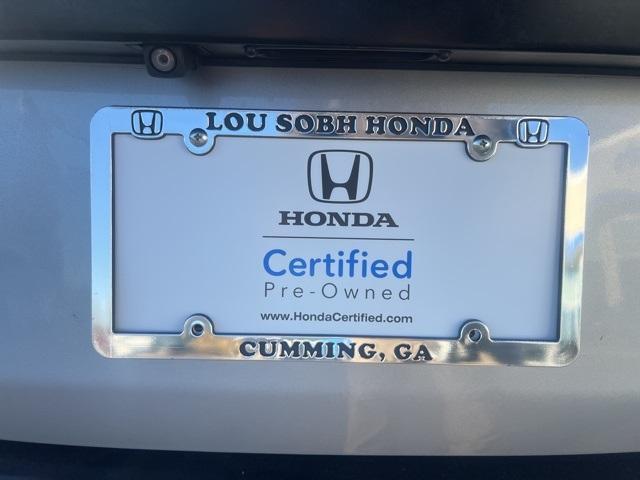 LOU SOBH HONDA
HONDA
Certified
Pre-Owned
www.HondaCertified.com
CUMMING, GA